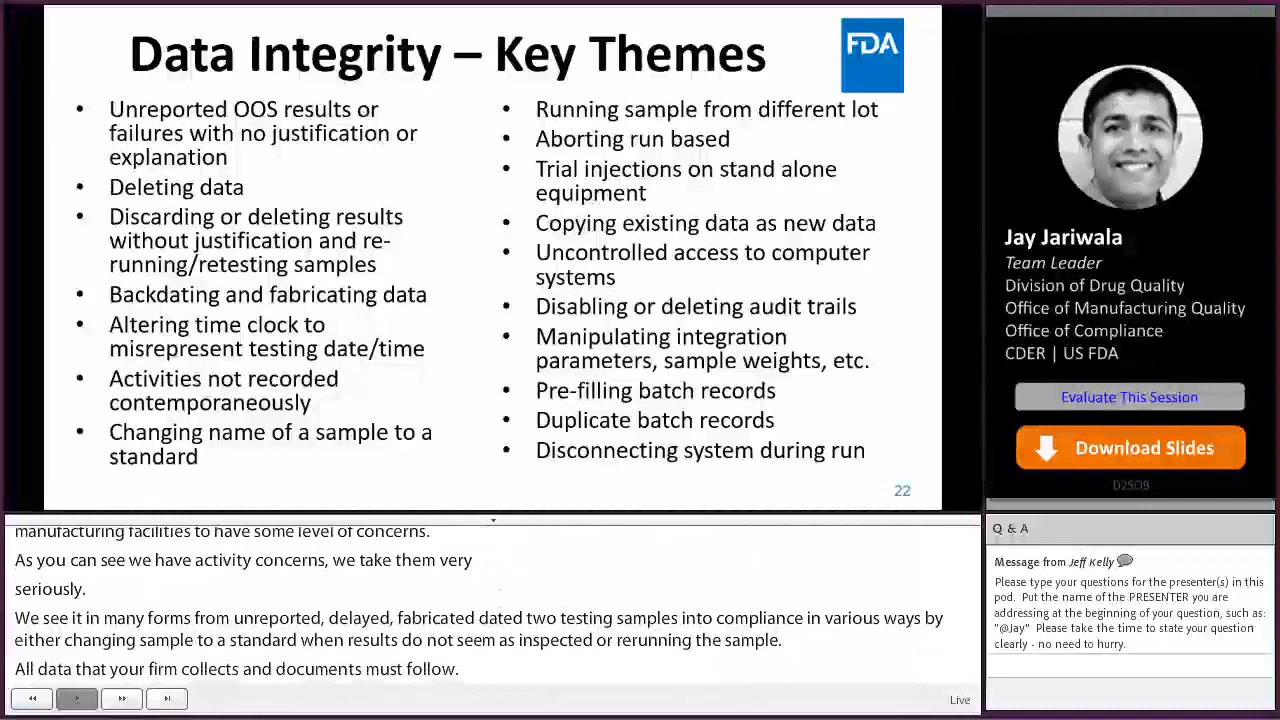 Data Integrity – Key Themes
FDA
• Unreported OOS results or
failures with no justification or
explanation
• Deleting data
• Discarding or deleting results
without justification and re-
running/retesting samples
• Backdating and fabricating data
• Altering time clock to
misrepresent testing date/time
• Activities not recorded
contemporaneously
• Changing name of a sample to a
standard
• Running sample from different lot
• Aborting run based
• Trial injections on stand alone
equipment
• Copying existing data as new data
• Uncontrolled access to computer
systems
• Disabling or deleting audit trails
• Manipulating integration
parameters, sample weights, etc.
• Pre-filling batch records
• Duplicate batch records
• Disconnecting system during run
22
Jay Jariwala
Team Leader
Division of Drug Quality
Office of Manufacturing Quality
Office of Compliance
CDER | US FDA
Evaluate This Session
Download Slides
D2S09
manufacturing facilities to have some level of concerns.
As you can see we have activity concerns, we take them very
seriously.
We see it in many forms from unreported, delayed, fabricated dated two testing samples into compliance in various ways by
either changing sample to a standard when results do not seem as inspected or rerunning the sample.
All data that your firm collects and documents must follow.
Live
Q & A
Message from Jeff Kelly
Please type your questions for the presenter(s) in this
pod. Put the name of the PRESENTER you are
addressing at the beginning of your question, such as:
"@Jay" Please take the time to state your question
clearly - no need to hurry.